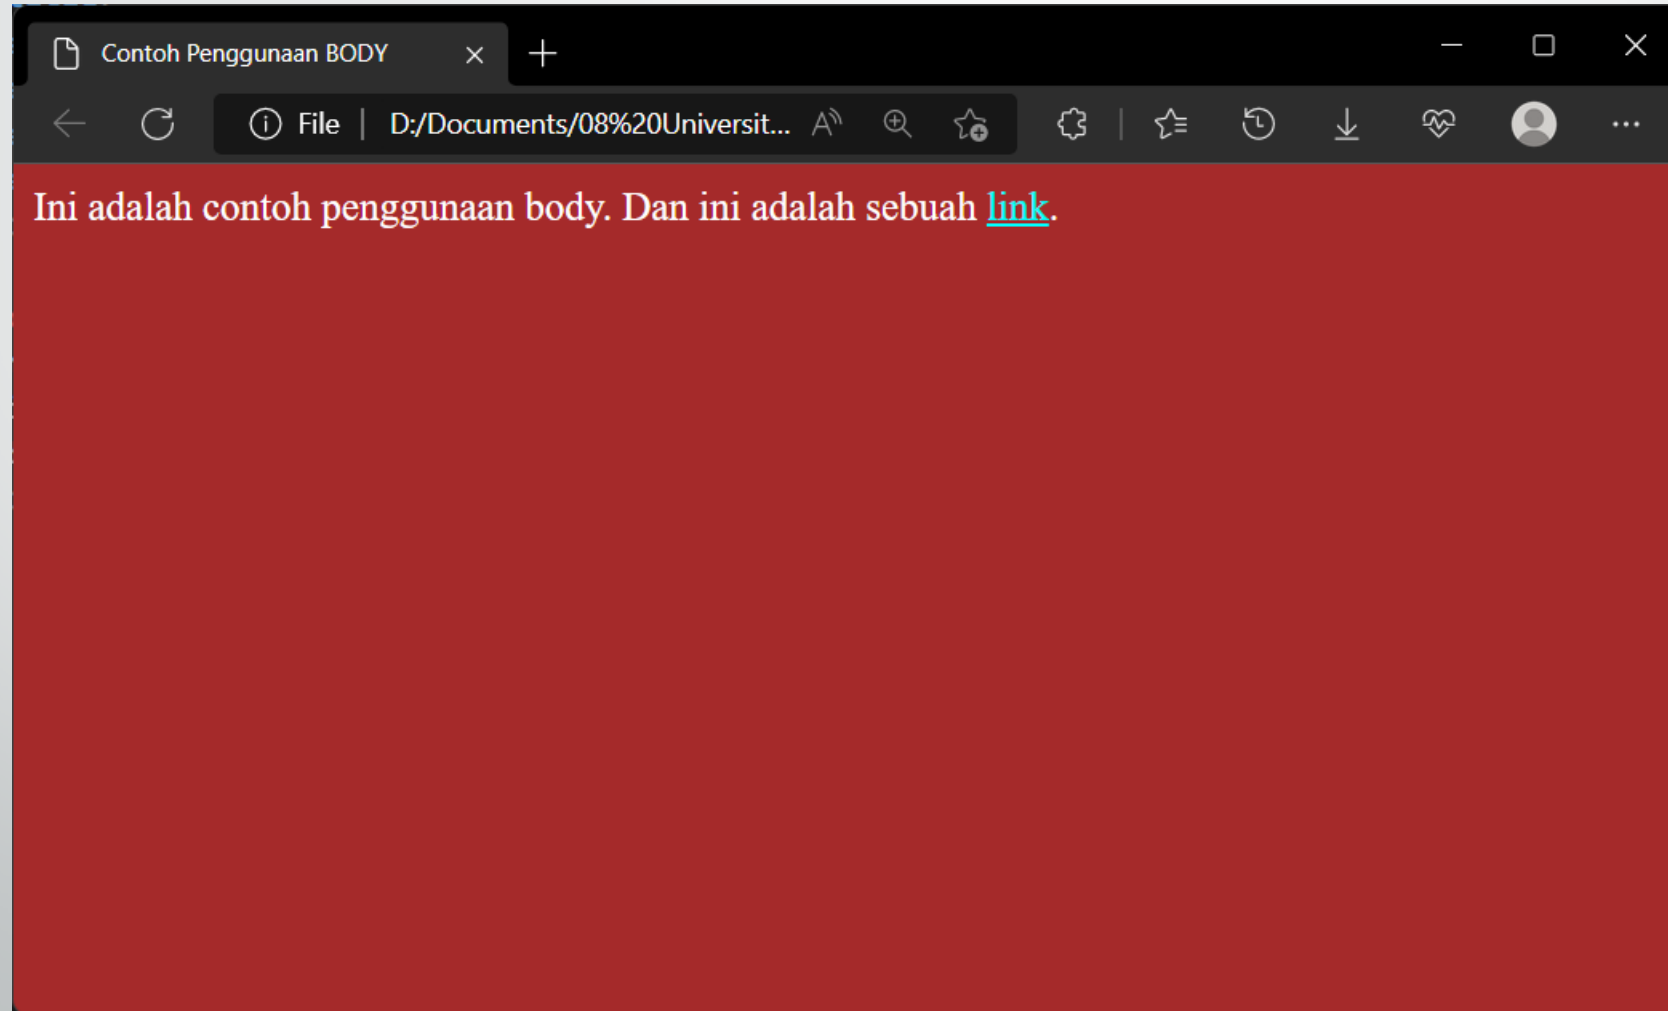 Contoh Penggunaan BODY
File | D:/Documents/08%20Universit...
Ini adalah contoh penggunaan body. Dan ini adalah sebuah link.